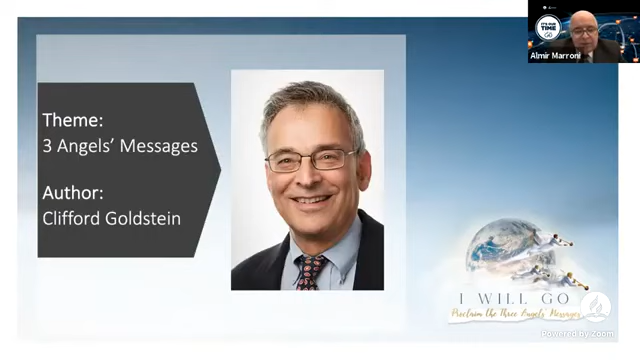 Theme:
3 Angels' Messages
Author:
Clifford Goldstein
IT'S OUR
TIME
GO
Almir Marroni
I WILL GO
Proclaim the Three Angels' Messages
Powered by Zoom